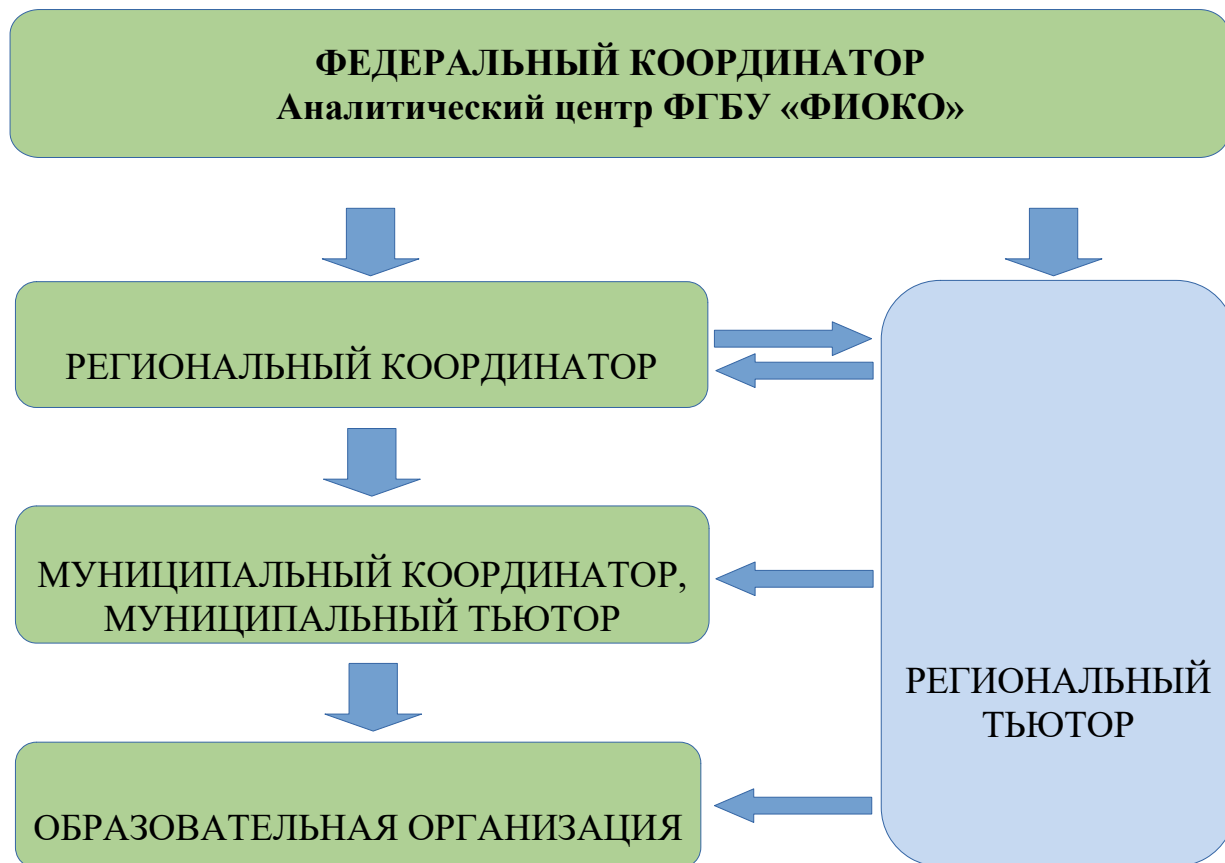 ФЕДЕРАЛЬНЫЙ КООРДИНАТОР
Аналитический центр ФГБУ «ФИОКО»
РЕГИОНАЛЬНЫЙ КООРДИНАТОР
МУНИЦИПАЛЬНЫЙ КООРДИНАТОР,
МУНИЦИПАЛЬНЫЙ ТЬЮТОР
РЕГИОНАЛЬНЫЙ
ТЬЮТОР
ОБРАЗОВАТЕЛЬНАЯ ОРГАНИЗАЦИЯ